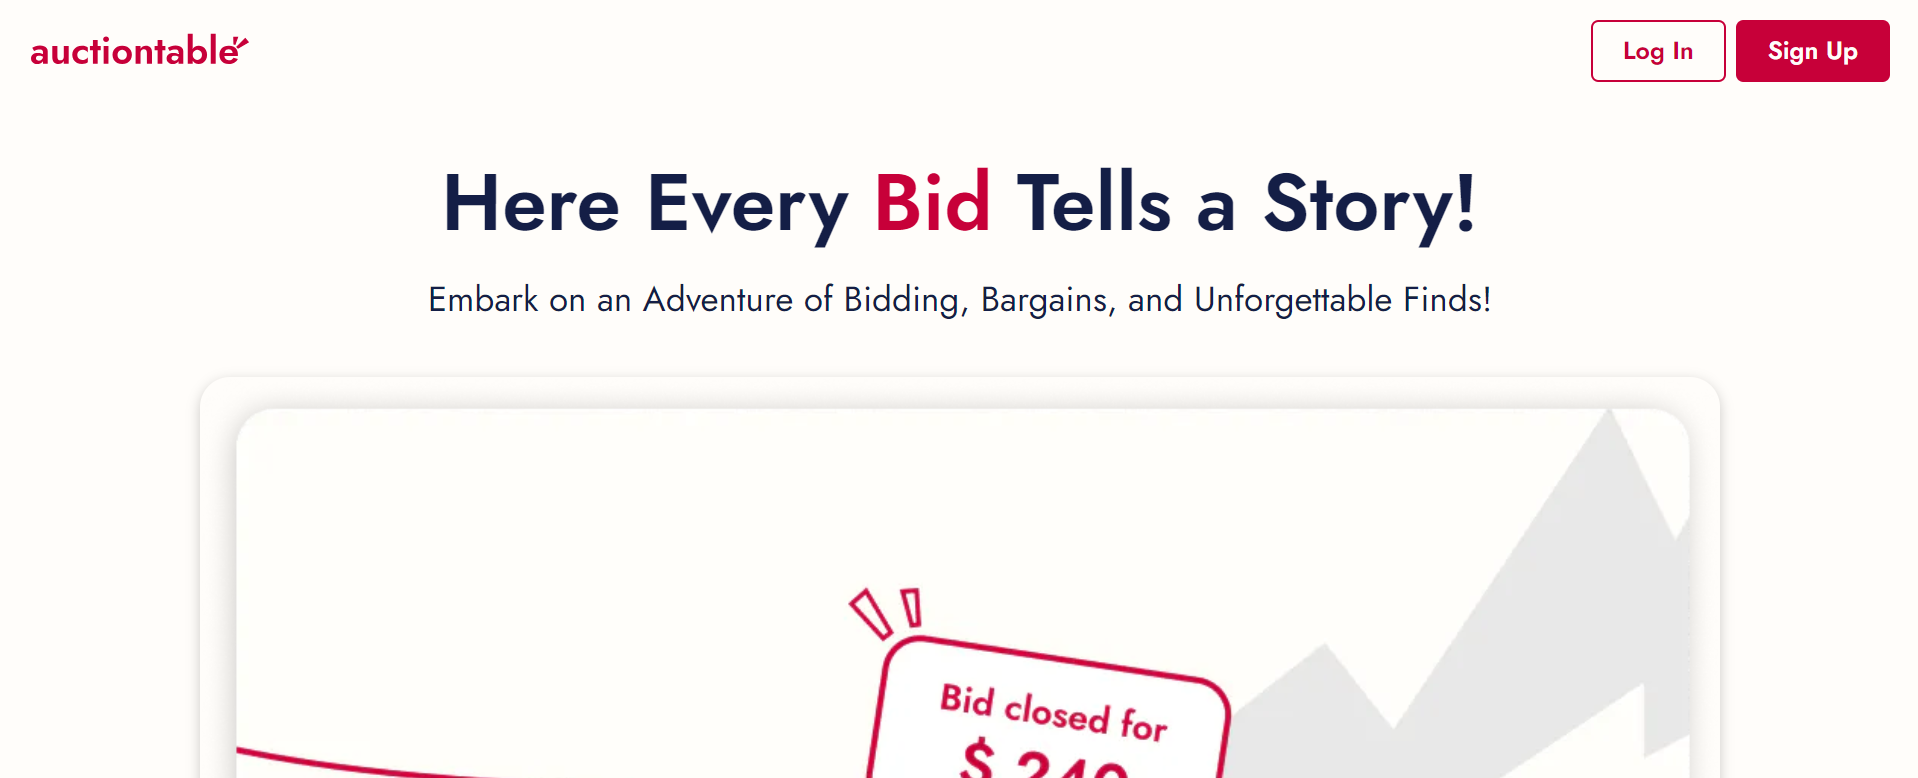 auctiontable
Log In
Sign Up
Here Every Bid Tells a Story!
Embark on an Adventure of Bidding, Bargains, and Unforgettable Finds!
Bid closed for
$ 240